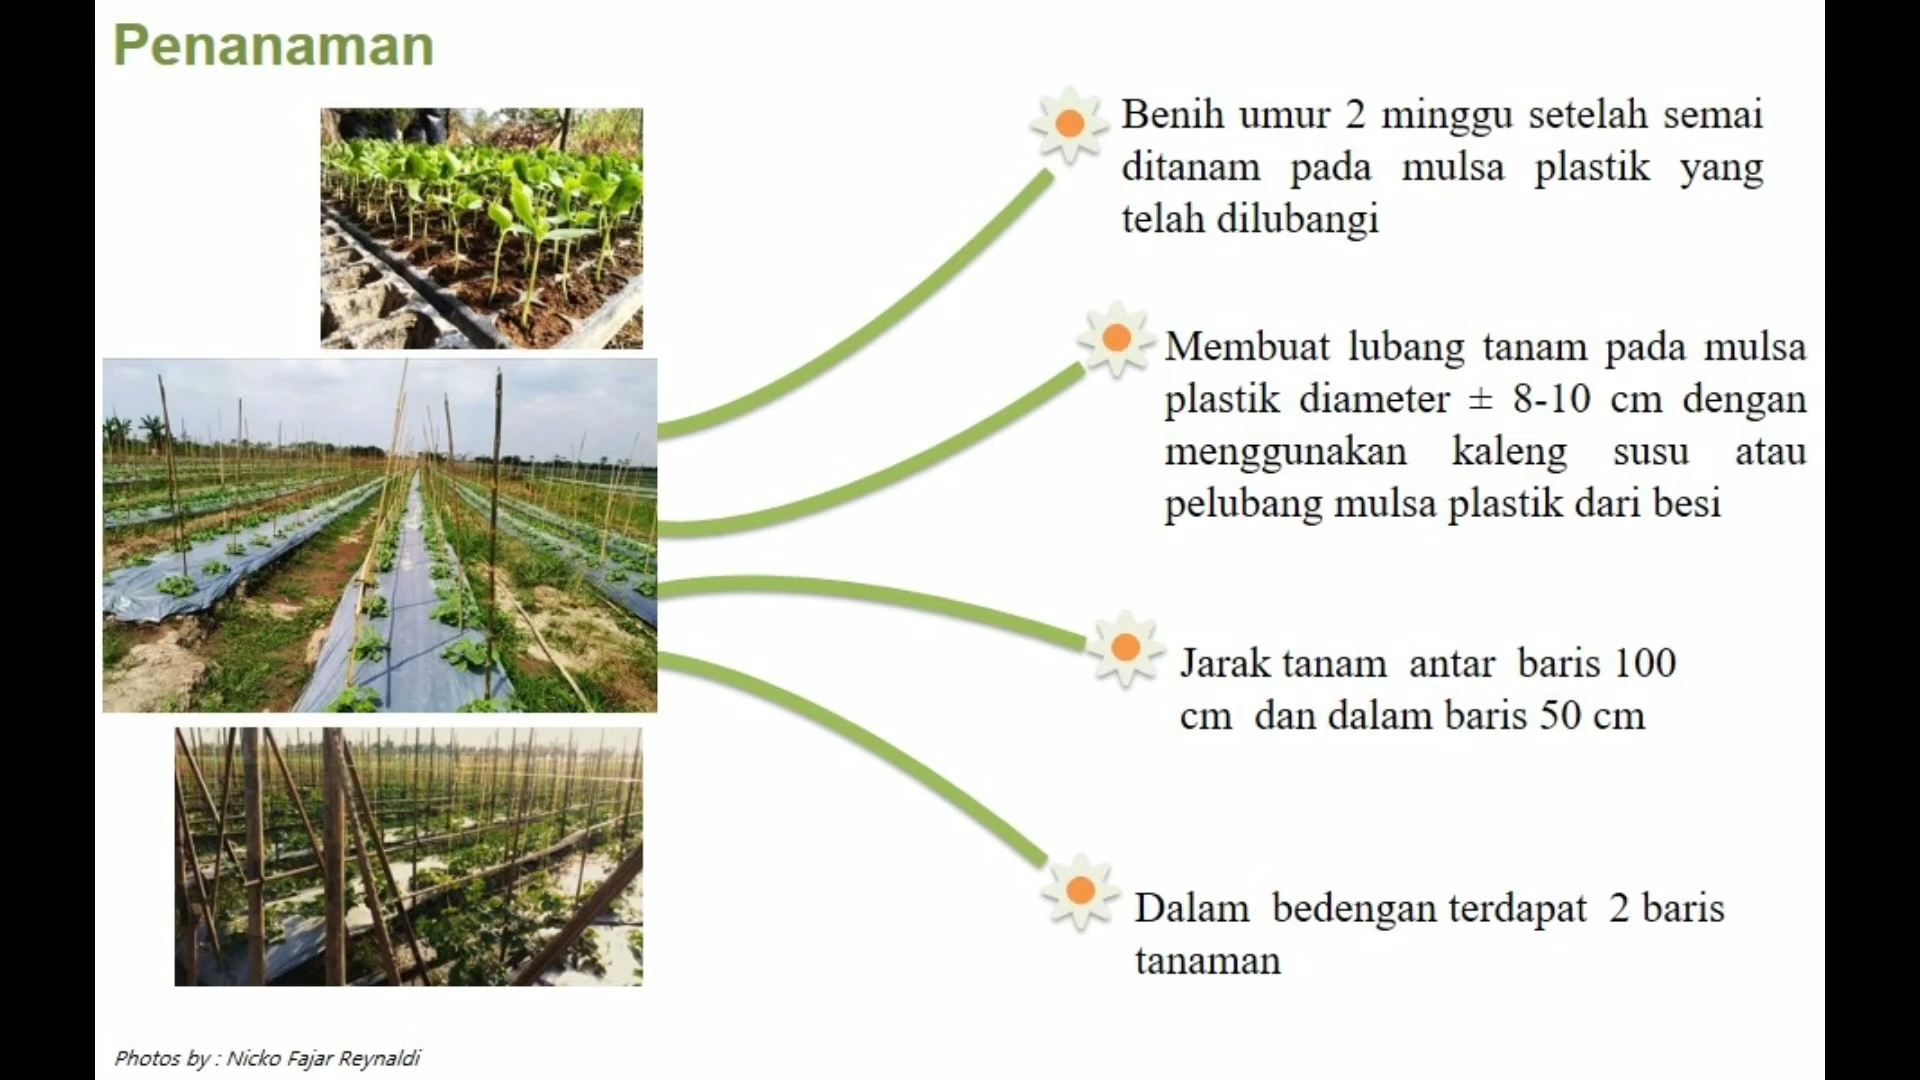 Penanaman
Benih umur 2 minggu setelah semai
ditanam pada mulsa plastik yang
telah dilubangi
Membuat lubang tanam pada mulsa
plastik diameter ± 8-10 cm dengan
menggunakan kaleng susu atau
pelubang mulsa plastik dari besi
Jarak tanam antar baris 100
cm dan dalam baris 50 cm
Dalam bedengan terdapat 2 baris
tanaman
Photos by : Nicko Fajar Reynaldi